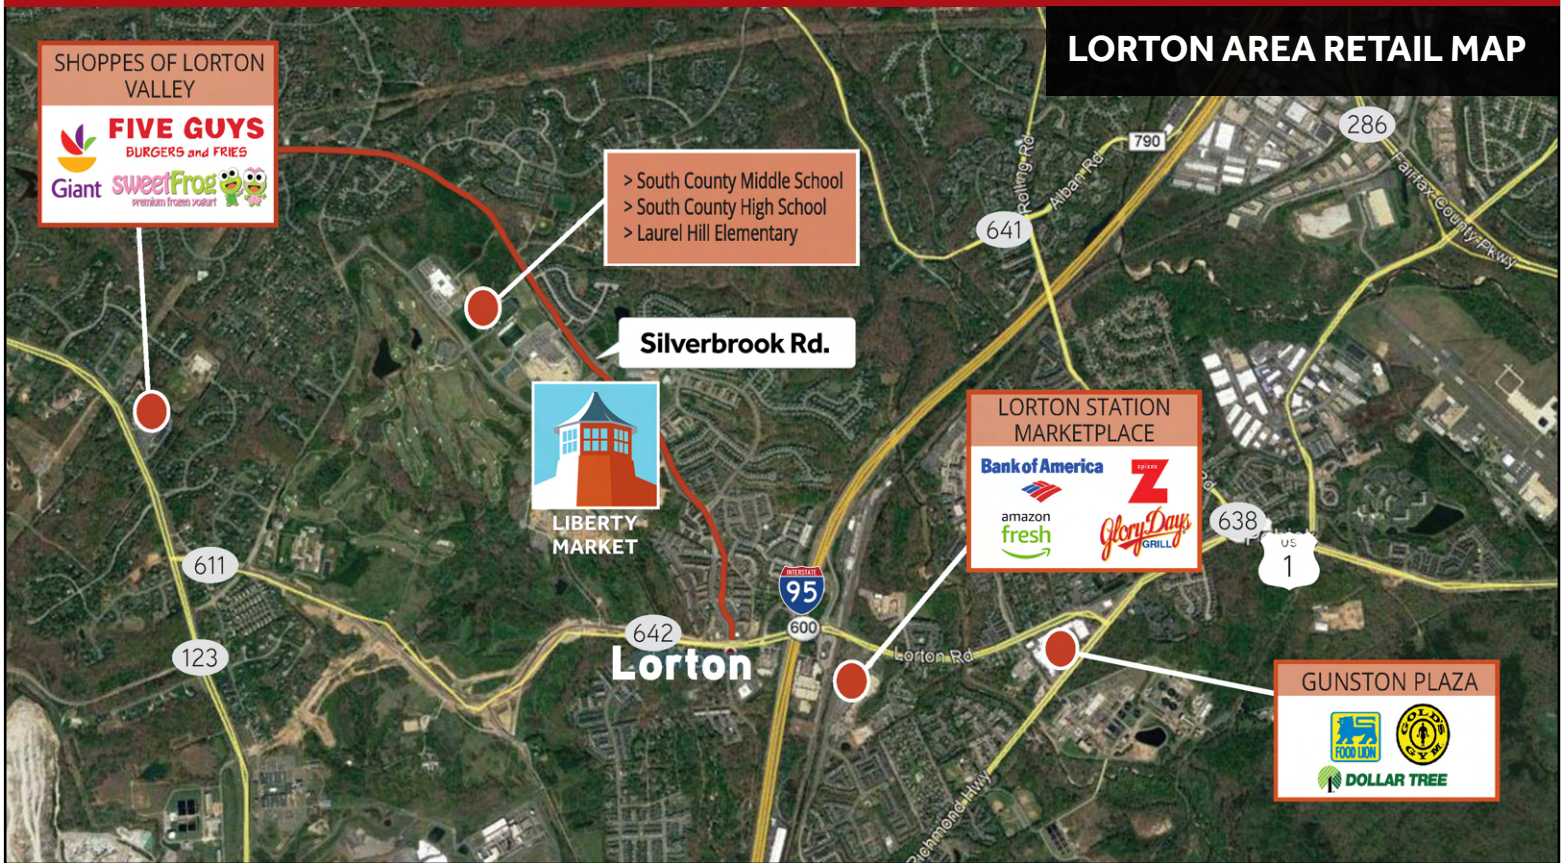 LORTON AREA RETAIL MAP
SHOPPES OF LORTON
VALLEY
Giant
FIVE GUYS
BURGERS and FRIES
sweetFrog
premium frozen yogurt
> South County Middle School
> South County High School
> Laurel Hill Elementary
Silverbrook Rd.
LIBERTY
MARKET
286
790
Rolling Rd
Alban Rd
641
Fairfax County Pkwy
LORTON STATION
MARKETPLACE
Bank of America
zpizza
Z
amazon
fresh
Glory Days
GRILL
Rd
638
US
1
611
INTERSTATE
95
600
642
Lorton
123
Lorton Rd
Richmond Hwy
GUNSTON PLAZA
FOOD LION
GOLD'S
GYM
DOLLAR TREE